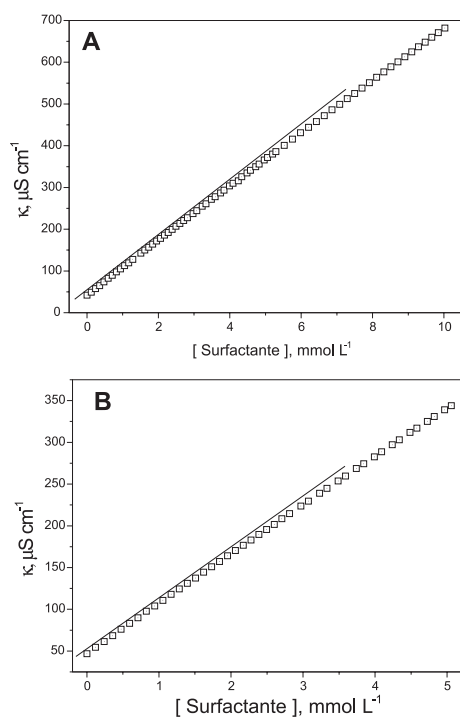 A
700
600
500
400
300
200
100
0
κ, µS cm⁻¹
0 2 4 6 8 10
[ Surfactante ], mmol L⁻¹
B
350
300
250
200
150
100
50
κ, µS cm⁻¹
0 1 2 3 4 5
[ Surfactante ], mmol L⁻¹